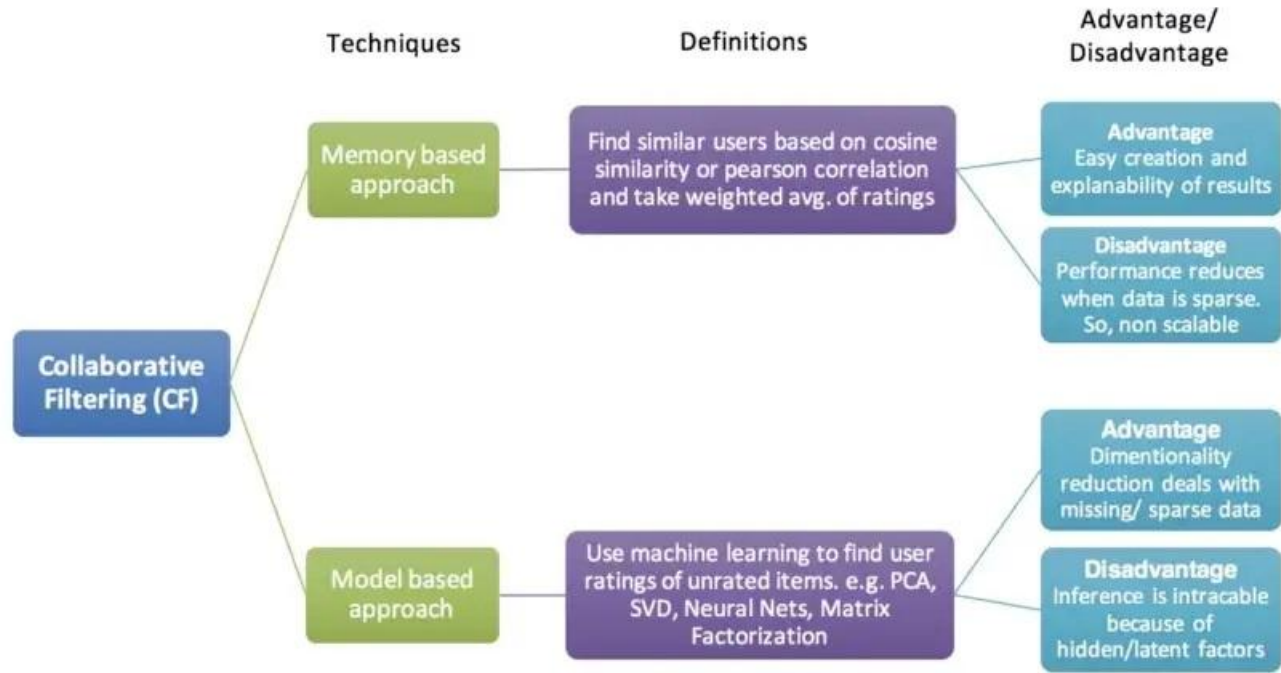 Techniques
Definitions
Advantage/
Disadvantage
Memory based
approach
Find similar users based on cosine
similarity or pearson correlation
and take weighted avg. of ratings
Advantage
Easy creation and
explanability of results
Disadvantage
Performance reduces
when data is sparse.
So, non scalable
Collaborative
Filtering (CF)
Model based
approach
Use machine learning to find user
ratings of unrated items. e.g. PCA,
SVD, Neural Nets, Matrix
Factorization
Advantage
Dimentionality
reduction deals with
missing/ sparse data
Disadvantage
Inference is intracable
because of
hidden/latent factors